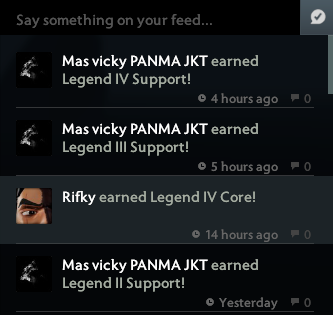 Say something on your feed...
Mas vicky PANMA JKT earned
Legend IV Support!
4 hours ago 0
Mas vicky PANMA JKT earned
Legend III Support!
5 hours ago 0
Rifky earned Legend IV Core!
14 hours ago 0
Mas vicky PANMA JKT earned
Legend II Support!
Yesterday 0